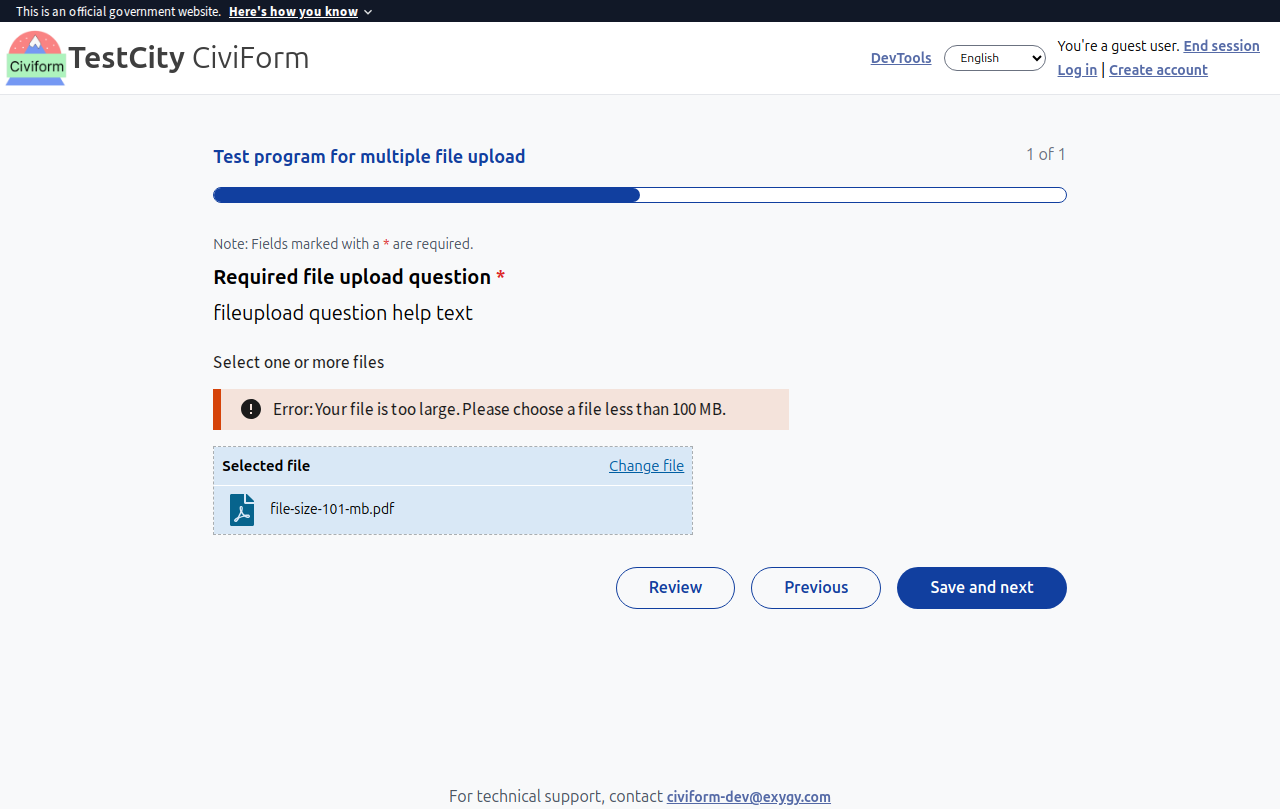 This is an official government website. Here's how you know
Civiform TestCity CiviForm
DevTools English You're a guest user. End session
Log in | Create account
Test program for multiple file upload 1 of 1
Note: Fields marked with a * are required.
Required file upload question *
fileupload question help text
Select one or more files
Error: Your file is too large. Please choose a file less than 100 MB.
Selected file Change file
file-size-101-mb.pdf
Review Previous Save and next
For technical support, contact civiform-dev@exygy.com